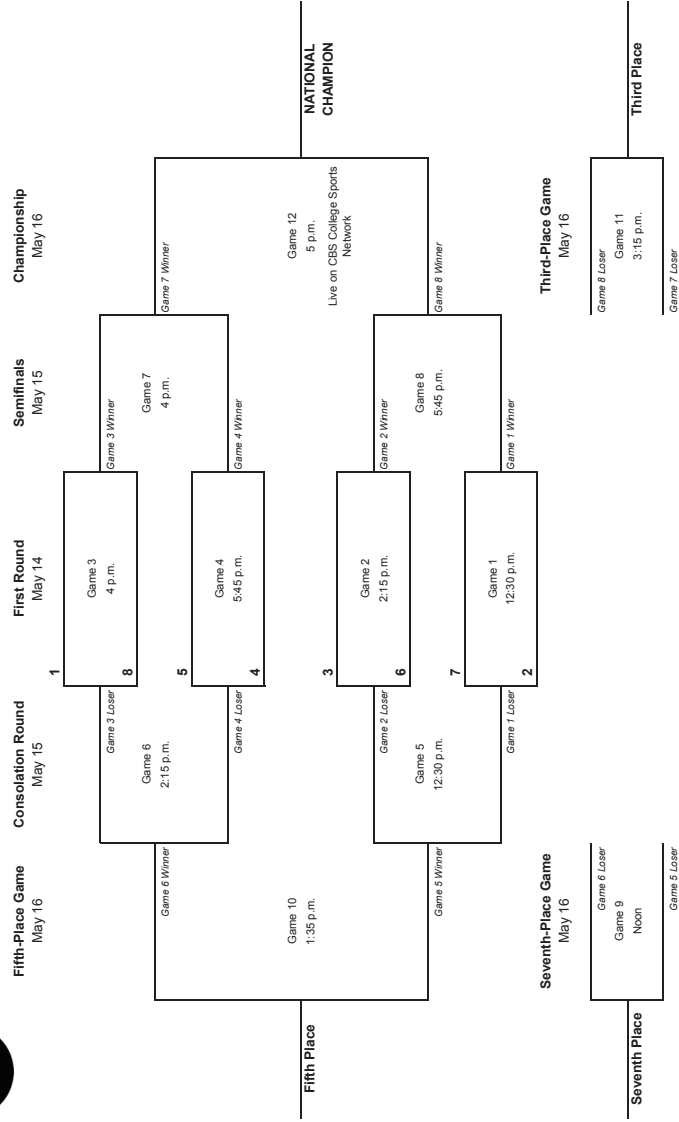 Fifth-Place Game
May 16
Consolation Round
May 15
First Round
May 14
Semifinals
May 15
Championship
May 16
1
Game 3
4 p.m.
8
Game 3 Loser
Game 3 Winner
Game 6
2:15 p.m.
Game 7
4 p.m.
Game 6 Winner
Game 7 Winner
5
Game 4
5:45 p.m.
4
Game 4 Loser
Game 4 Winner
Game 10
1:35 p.m.
Fifth Place
Game 12
5 p.m.
Live on CBS College Sports
Network
NATIONAL
CHAMPION
3
Game 2
2:15 p.m.
6
Game 2 Loser
Game 2 Winner
Game 5
12:30 p.m.
Game 8
5:45 p.m.
Game 5 Winner
Game 8 Winner
7
Game 1
12:30 p.m.
2
Game 1 Loser
Game 1 Winner
Seventh-Place Game
May 16
Game 6 Loser
Game 9
Noon
Game 5 Loser
Seventh Place
Third-Place Game
May 16
Game 8 Loser
Game 11
3:15 p.m.
Game 7 Loser
Third Place